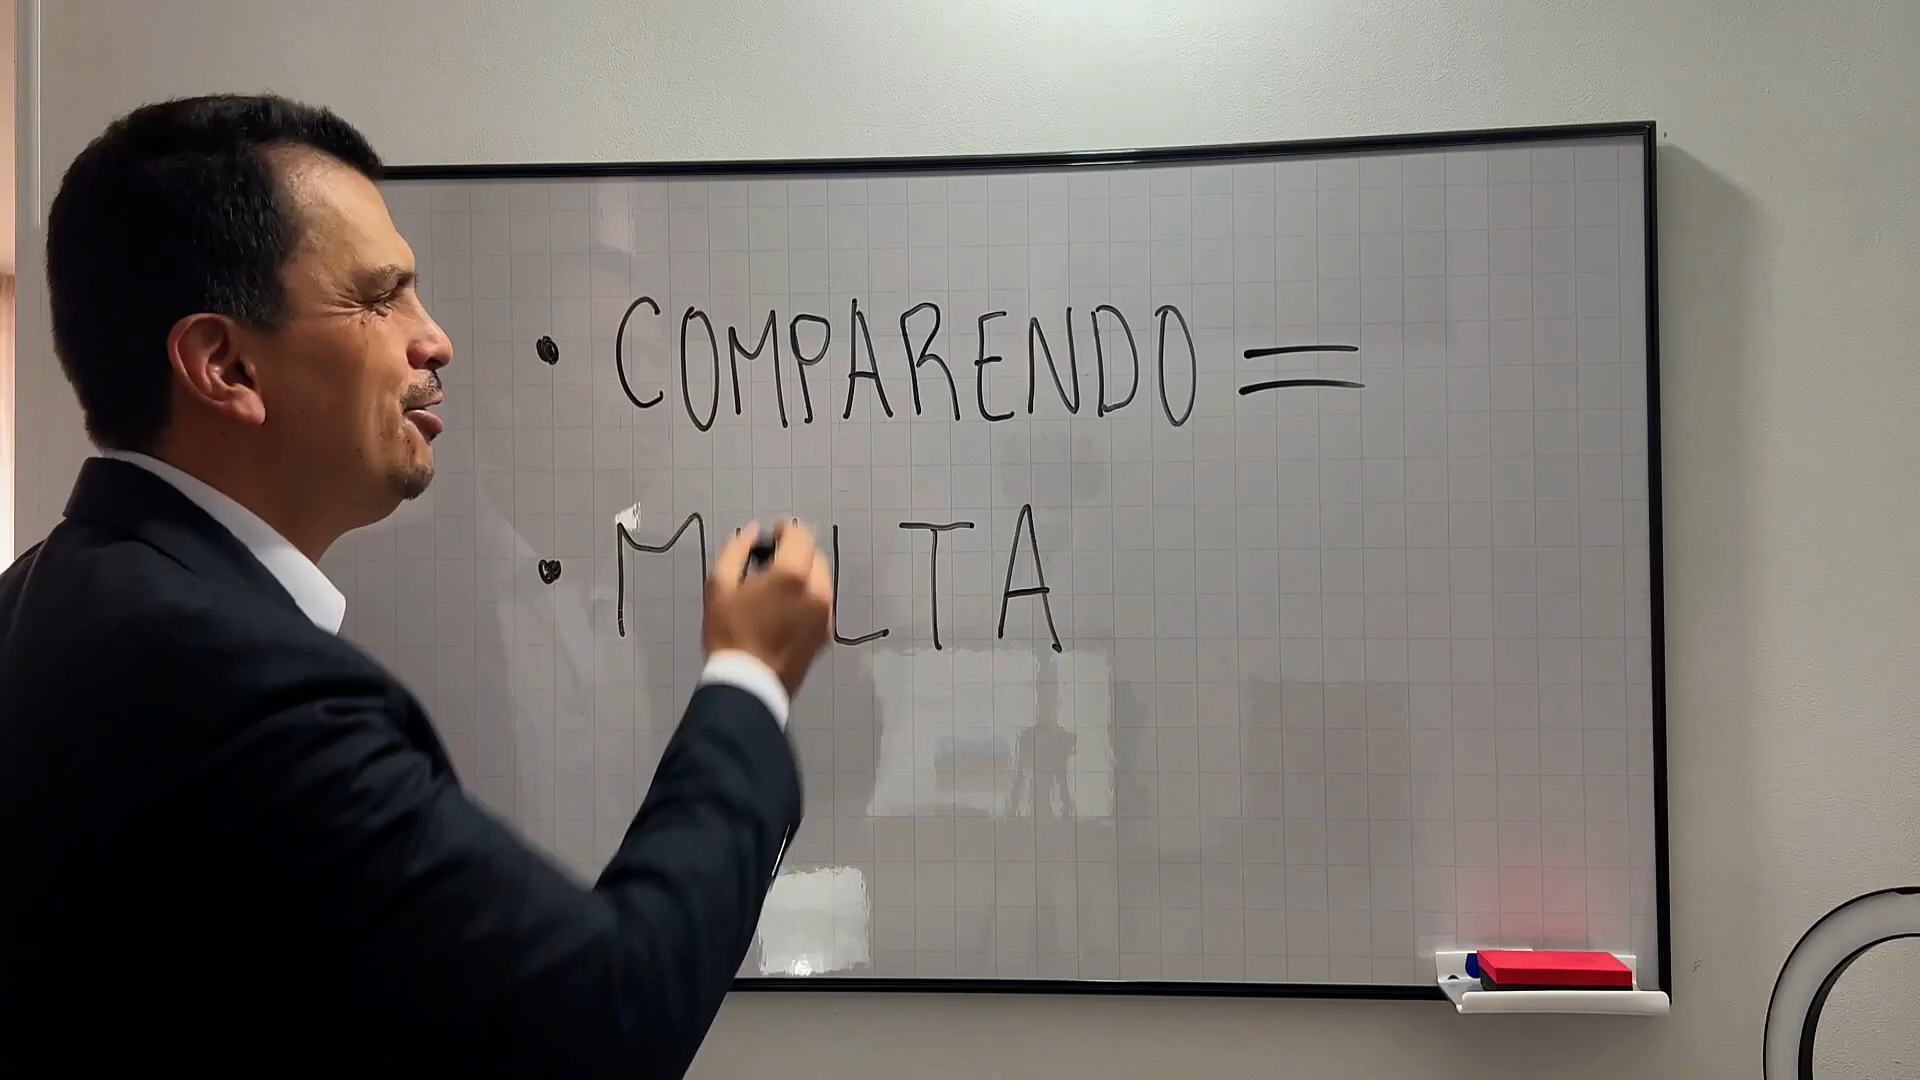 • COMPARENDO =
• MULTA